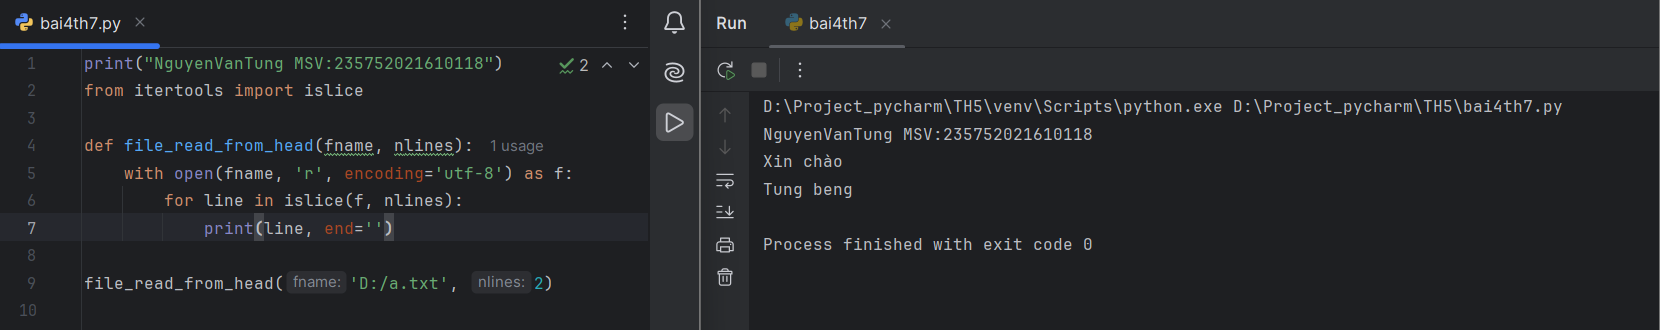 bai4th7.py
1 print("NguyenVanTung MSV:235752021610118") 2
2 from itertools import islice
3
4 def file_read_from_head(fname, nlines): 1 usage
5 with open(fname, 'r', encoding='utf-8') as f:
6 for line in islice(f, nlines):
7 print(line, end='')
8
9 file_read_from_head(fname: 'D:/a.txt', nlines: 2)
10
Run bai4th7
D:\Project_pycharm\TH5\venv\Scripts\python.exe D:\Project_pycharm\TH5\bai4th7.py
NguyenVanTung MSV:235752021610118
Xin chào
Tung beng
Process finished with exit code 0